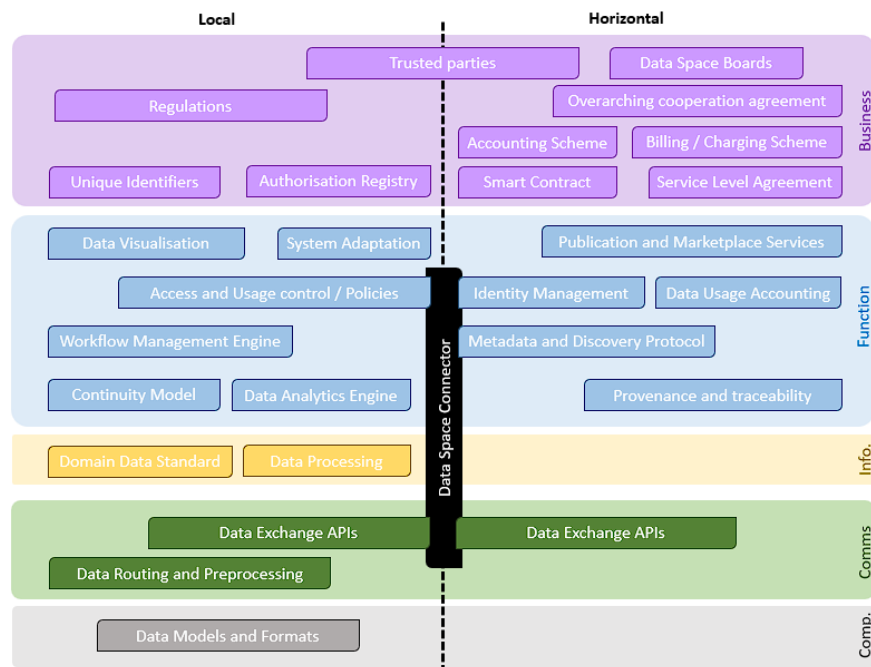 Local
Horizontal
Trusted parties
Data Space Boards
Regulations
Overarching cooperation agreement
Accounting Scheme
Billing / Charging Scheme
Unique Identifiers
Authorisation Registry
Smart Contract
Service Level Agreement
Business
Data Visualisation
System Adaptation
Publication and Marketplace Services
Access and Usage control / Policies
Identity Management
Data Usage Accounting
Workflow Management Engine
Metadata and Discovery Protocol
Continuity Model
Data Analytics Engine
Provenance and traceability
Function
Data Space Connector
Domain Data Standard
Data Processing
Info.
Data Exchange APIs
Data Exchange APIs
Data Routing and Preprocessing
Comms
Data Models and Formats
Comp.